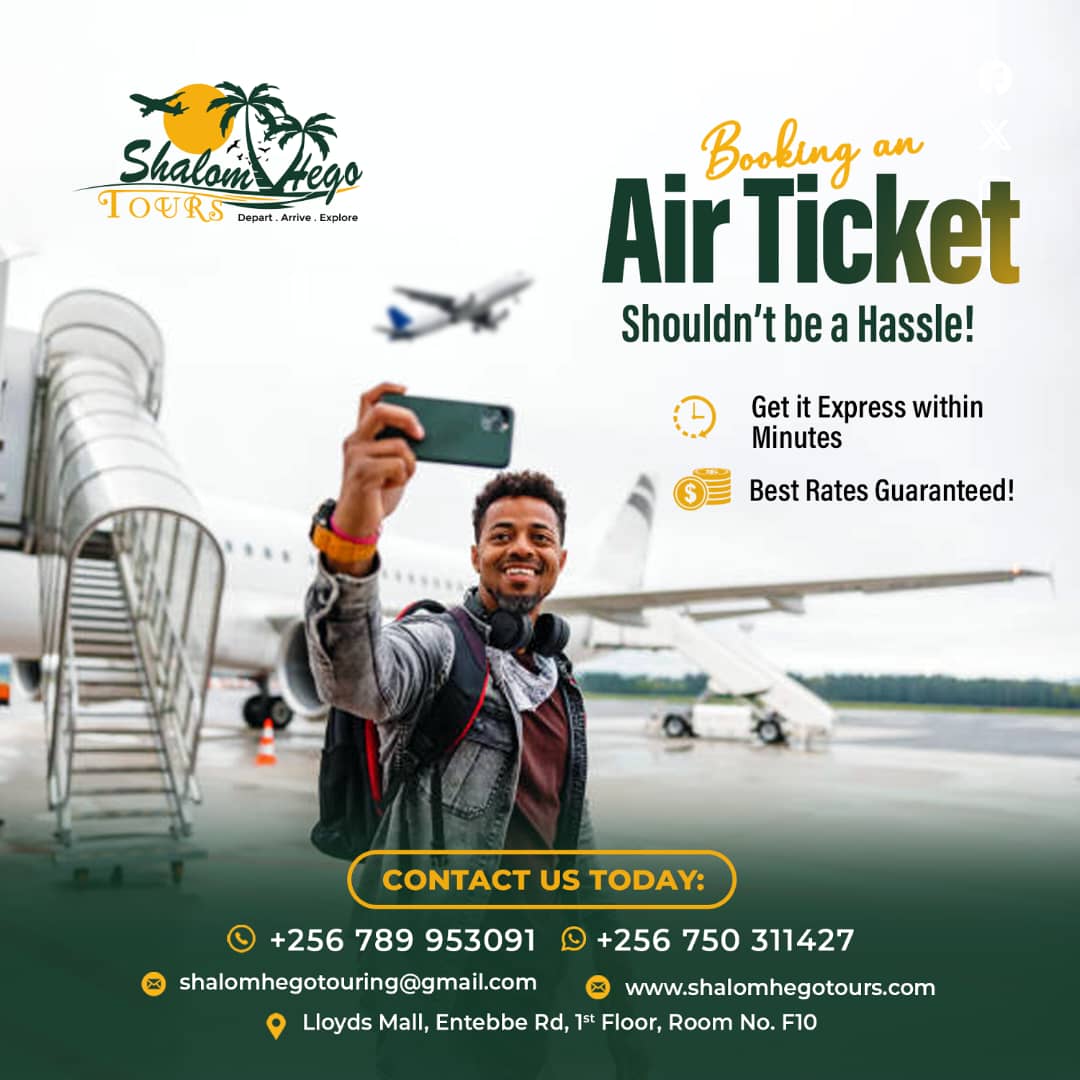 Shalom Hego
TOURS
Depart . Arrive . Explore
Booking an
Air Ticket
Shouldn't be a Hassle!
Get it Express within
Minutes
Best Rates Guaranteed!
CONTACT US TODAY:
+256 789 953091 +256 750 311427
shalomhegotouring@gmail.com www.shalomhegotours.com
Lloyds Mall, Entebbe Rd, 1st Floor, Room No. F10